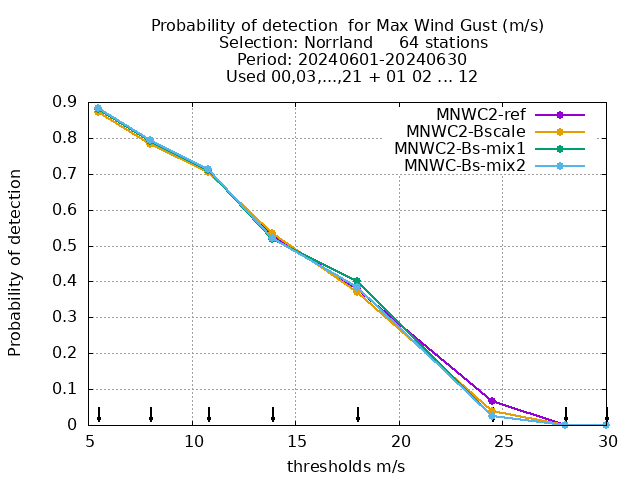 Probability of detection  for Max Wind Gust (m/s)
Selection: Norrland     64 stations
Period: 20240601-20240630
Used 00,03,...,21 + 01 02 ... 12
MNWC2-ref
MNWC2-Bscale
MNWC2-Bs-mix1
MNWC-Bs-mix2
Probability of detection
0.9
0.8
0.7
0.6
0.5
0.4
0.3
0.2
0.1
0
5 10 15 20 25 30
thresholds m/s